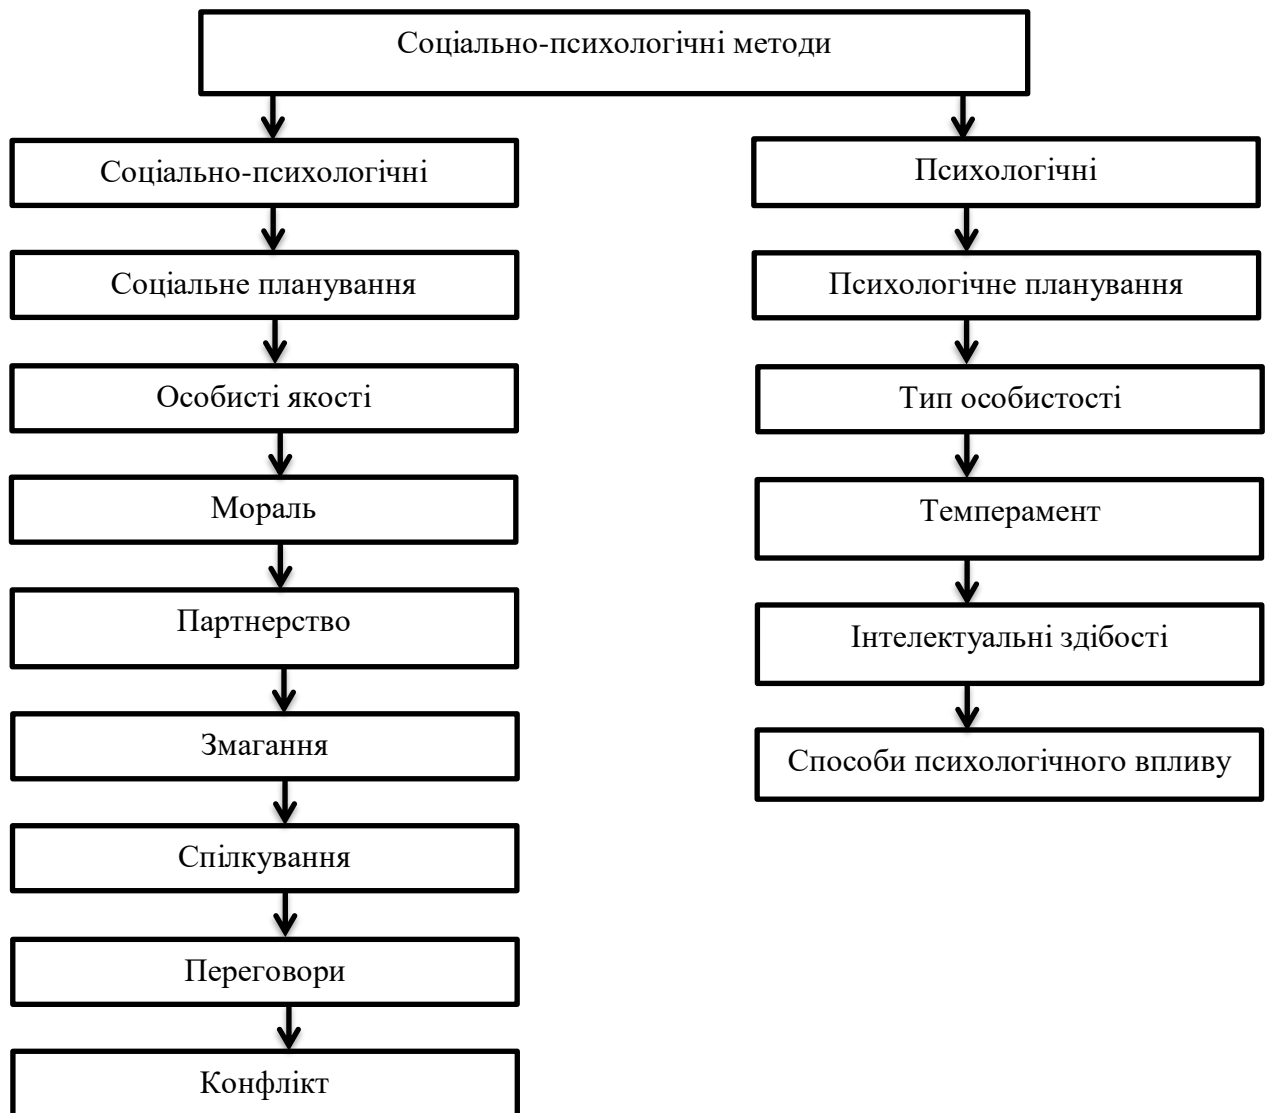 Соціально-психологічні методи
Соціально-психологічні
Соціальне планування
Особисті якості
Мораль
Партнерство
Змагання
Спілкування
Переговори
Конфлікт
Психологічні
Психологічне планування
Тип особистості
Темперамент
Інтелектуальні здібості
Способи психологічного впливу